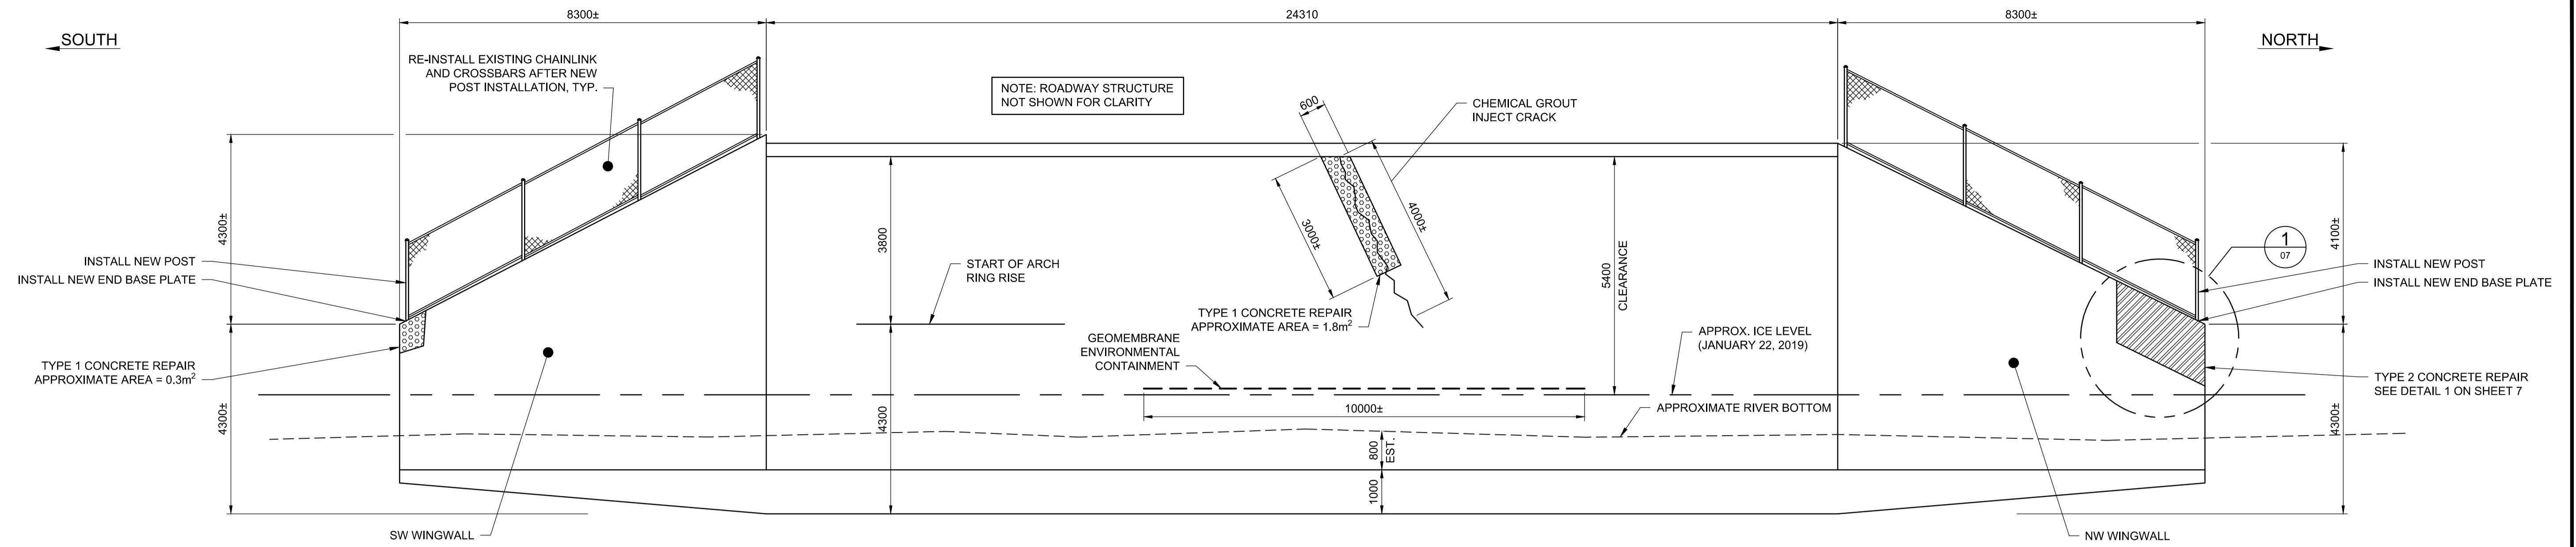 8300±
24310
8300±
SOUTH
NORTH
RE-INSTALL EXISTING CHAINLINK
AND CROSSBARS AFTER NEW
POST INSTALLATION, TYP.
NOTE: ROADWAY STRUCTURE
NOT SHOWN FOR CLARITY
600
CHEMICAL GROUT
INJECT CRACK
4300±
3800
3000±
4000±
5400
CLEARANCE
4100±
1
07
INSTALL NEW POST
INSTALL NEW END BASE PLATE
START OF ARCH
RING RISE
INSTALL NEW POST
INSTALL NEW END BASE PLATE
TYPE 1 CONCRETE REPAIR
APPROXIMATE AREA = 1.8m²
GEOMEMBRANE
ENVIRONMENTAL
CONTAINMENT
APPROX. ICE LEVEL
(JANUARY 22, 2019)
TYPE 1 CONCRETE REPAIR
APPROXIMATE AREA = 0.3m²
TYPE 2 CONCRETE REPAIR
SEE DETAIL 1 ON SHEET 7
4300±
4300
10000±
APPROXIMATE RIVER BOTTOM
4300±
800
EST.
1000
SW WINGWALL
NW WINGWALL